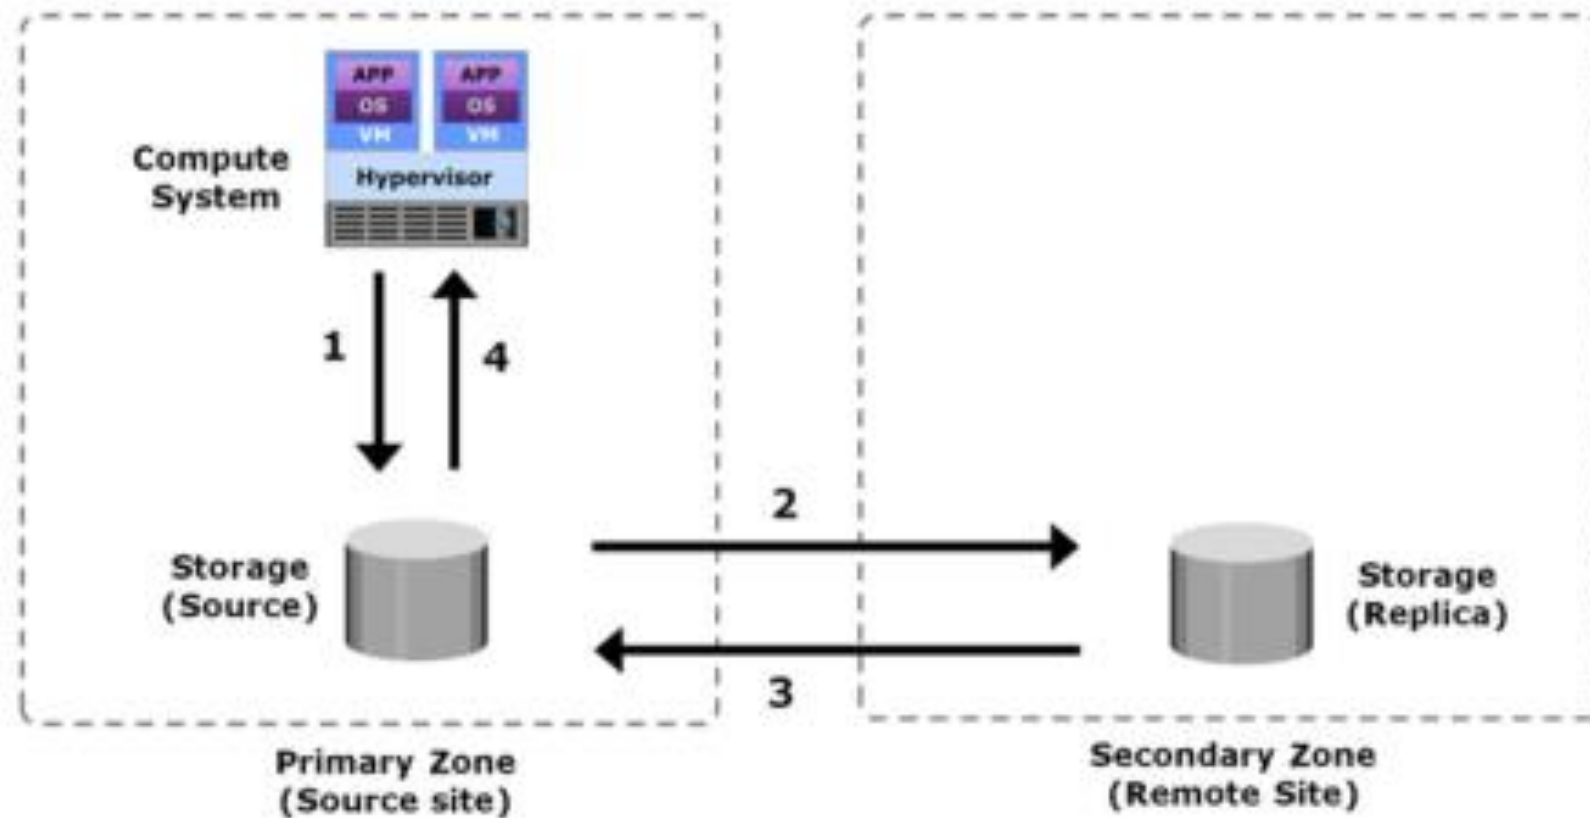 APP
OS
VM
APP
OS
VM
Hypervisor
Compute
System
1
4
2
3
Storage
(Source)
Storage
(Replica)
Primary Zone
(Source site)
Secondary Zone
(Remote Site)